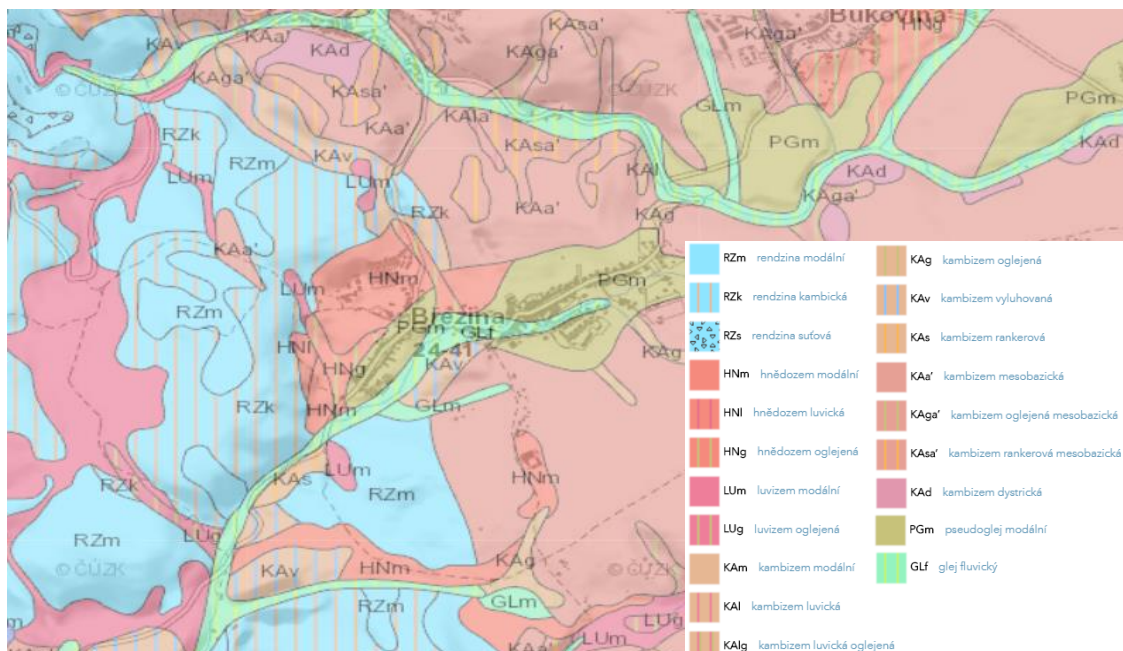 KAsa'
Bukovina
KAv
KAa'
KAd
KAga'
KAga'
HNg
© ČÚZK
KAga'
KAsa'
© ČÚZK
GLm
PGm
KAla'
RZk
KAa'
KAsa'
PGm
RZm
KAv
KAl
KAd
LUm
LUm
KAd
KAga'
RZk
KAa'
KAg
KAa'
HNm
PGm
LUm
RZm
Březina
PGm
GLf
24-41
HNl
KAg
HNg
KAv
RZk
HNm
GLm
LUm
KAs
HNm
RZk
RZm
RZm
LUg
© ČÚZK
KAv
HNm
KAg
© ČÚZK
RZm
GLm
LUg
LUm
KAa'
RZm rendzina modální
RZk rendzina kambická
RZs rendzina suťová
HNm hnědozem modální
HNl hnědozem luvická
HNg hnědozem oglejená
LUm luvizem modální
LUg luvizem oglejená
KAm kambizem modální
KAl kambizem luvická
KAlg kambizem luvická oglejená
KAg kambizem oglejená
KAv kambizem vyluhovaná
KAs kambizem rankerová
KAa' kambizem mesobazická
KAga' kambizem oglejená mesobazická
KAsa' kambizem rankerová mesobazická
KAd kambizem dystrická
PGm pseudoglej modální
GLf glej fluvický